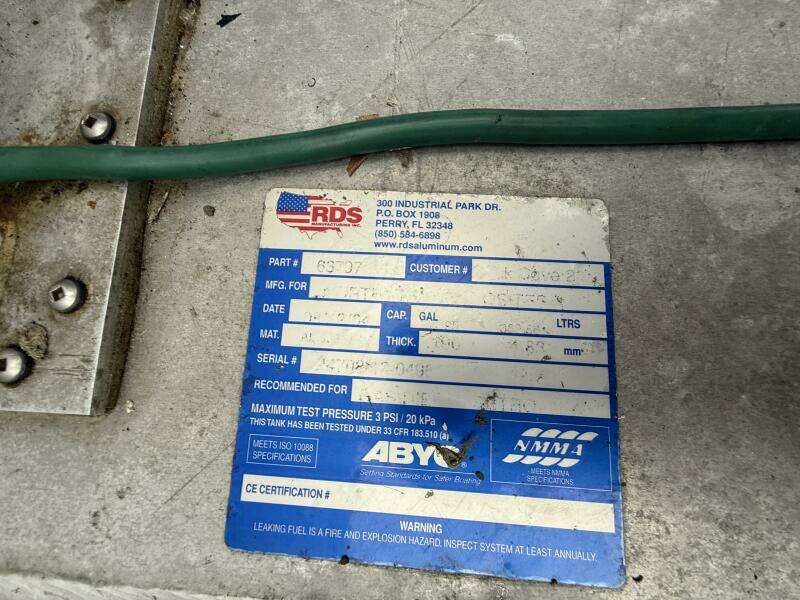 RDS
MANUFACTURING INC.
300 INDUSTRIAL PARK DR.
P.O. BOX 1908
PERRY, FL 32348
(850) 584-6898
www.rdsaluminum.com
PART #
CUSTOMER #
MFG. FOR
DATE
CAP.
GAL
LTRS
MAT.
THICK.
mm
SERIAL #
RECOMMENDED FOR
MAXIMUM TEST PRESSURE 3 PSI / 20 kPa
THIS TANK HAS BEEN TESTED UNDER 33 CFR 183.510 (a)
MEETS ISO 10088
SPECIFICATIONS
ABYC®
Setting Standards for Safer Boating
NMMA
MEETS NMMA
SPECIFICATIONS
CE CERTIFICATION #
WARNING
LEAKING FUEL IS A FIRE AND EXPLOSION HAZARD. INSPECT SYSTEM AT LEAST ANNUALLY.